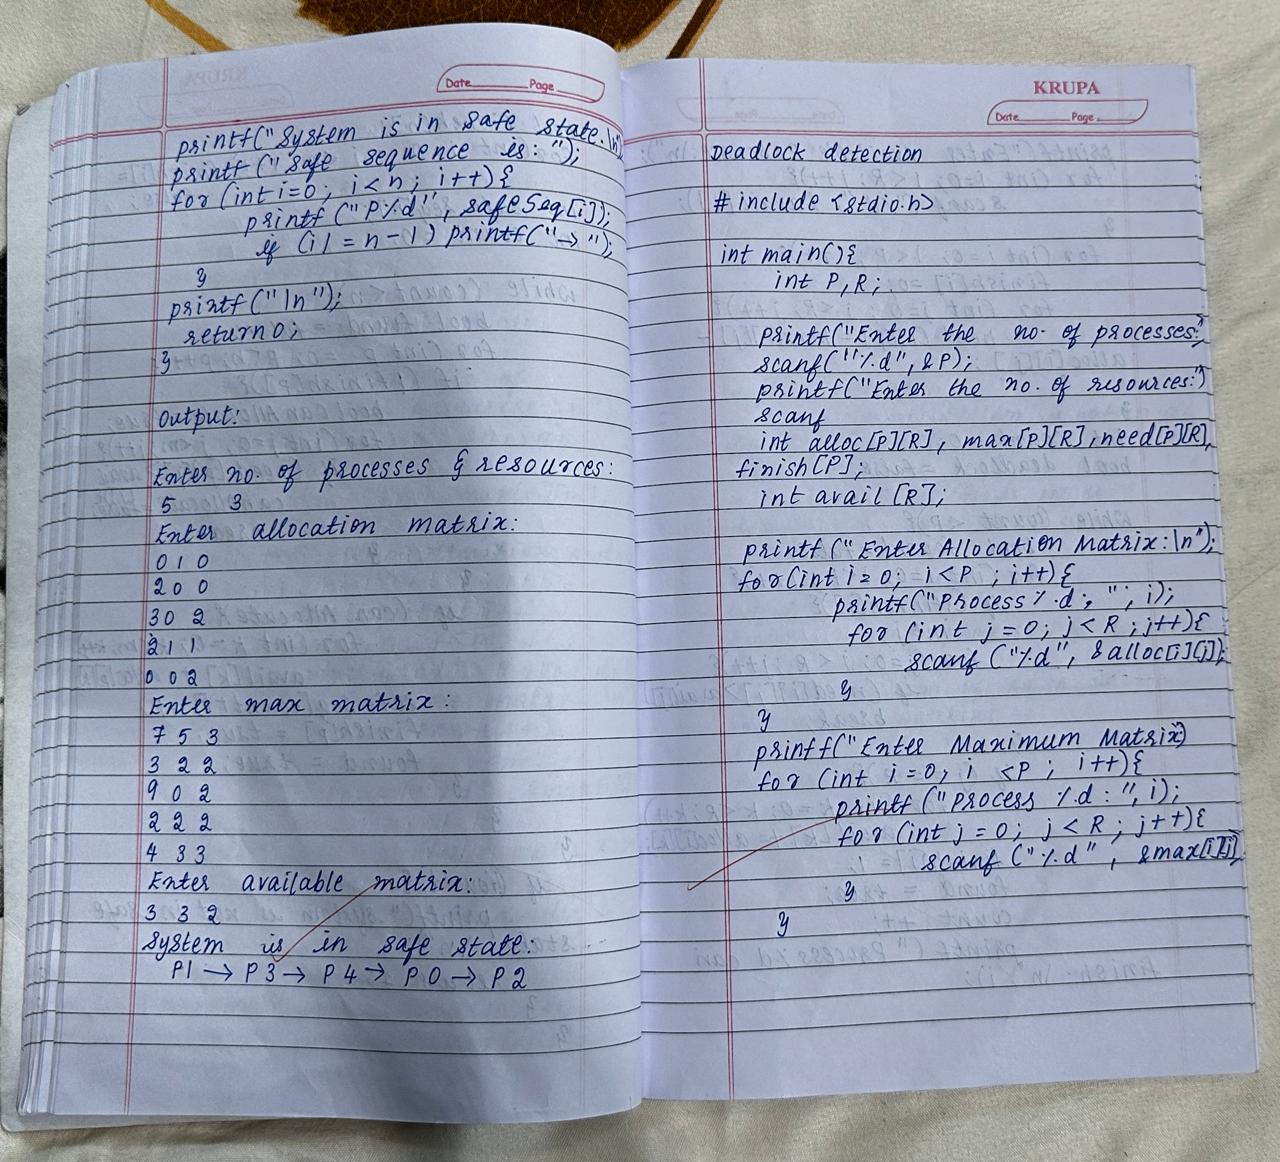 Date Page
printf("System is in safe state.\n");
printf ("Safe sequence is: ");
for (int i=0; i<n; i++){
printf ("P%d", safeSeq[i]);
if (i!=n-1) printf("→ ");
}
printf("\n");
return 0;
}
Output:
Enter no. of processes & resources:
5 3
Enter allocation matrix:
0 1 0
2 0 0
3 0 2
2 1 1
0 0 2
Enter max matrix:
7 5 3
3 2 2
9 0 2
2 2 2
4 3 3
Enter available matrix:
3 3 2
System is in safe state:
P1 → P3 → P4 → P0 → P2
KRUPA
Date Page
Deadlock detection
#include <stdio.h>
int main(){
int P,R;
printf("Enter the no. of processes:");
scanf("%d", &P);
printf("Enter the no. of resources:")
scanf
int alloc[P][R], max[P][R], need[P][R],
finish[P];
int avail[R];
printf ("Enter Allocation Matrix:\n");
for(int i=0; i<P ; i++){
printf("Process %d: ", i);
for (int j=0; j<R ; j++){
scanf ("%d", &alloc[i][j]);
}
}
printf("Enter Maximum Matrix")
for (int i=0; i <P ; i++){
printf ("Process %d :", i);
for (int j=0; j<R ; j++){
scanf ("%d", &max[i][j]
}
}